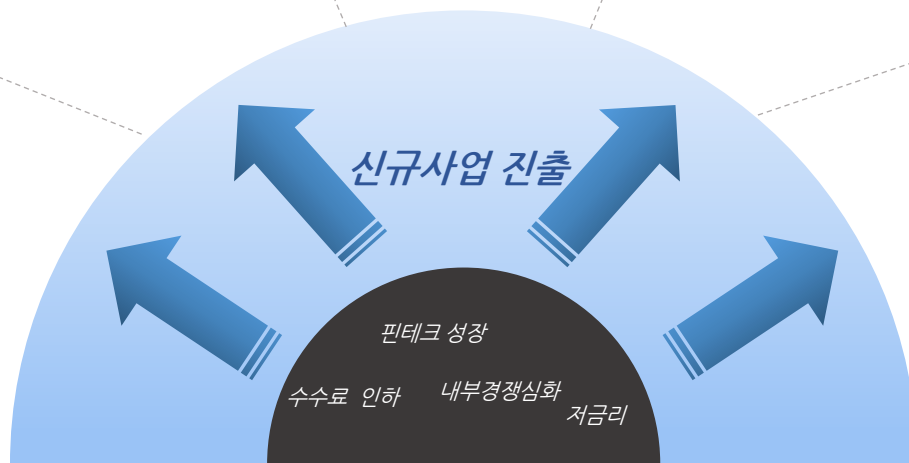 신규사업 진출
핀테크 성장
수수료 인하
내부경쟁심화
저금리